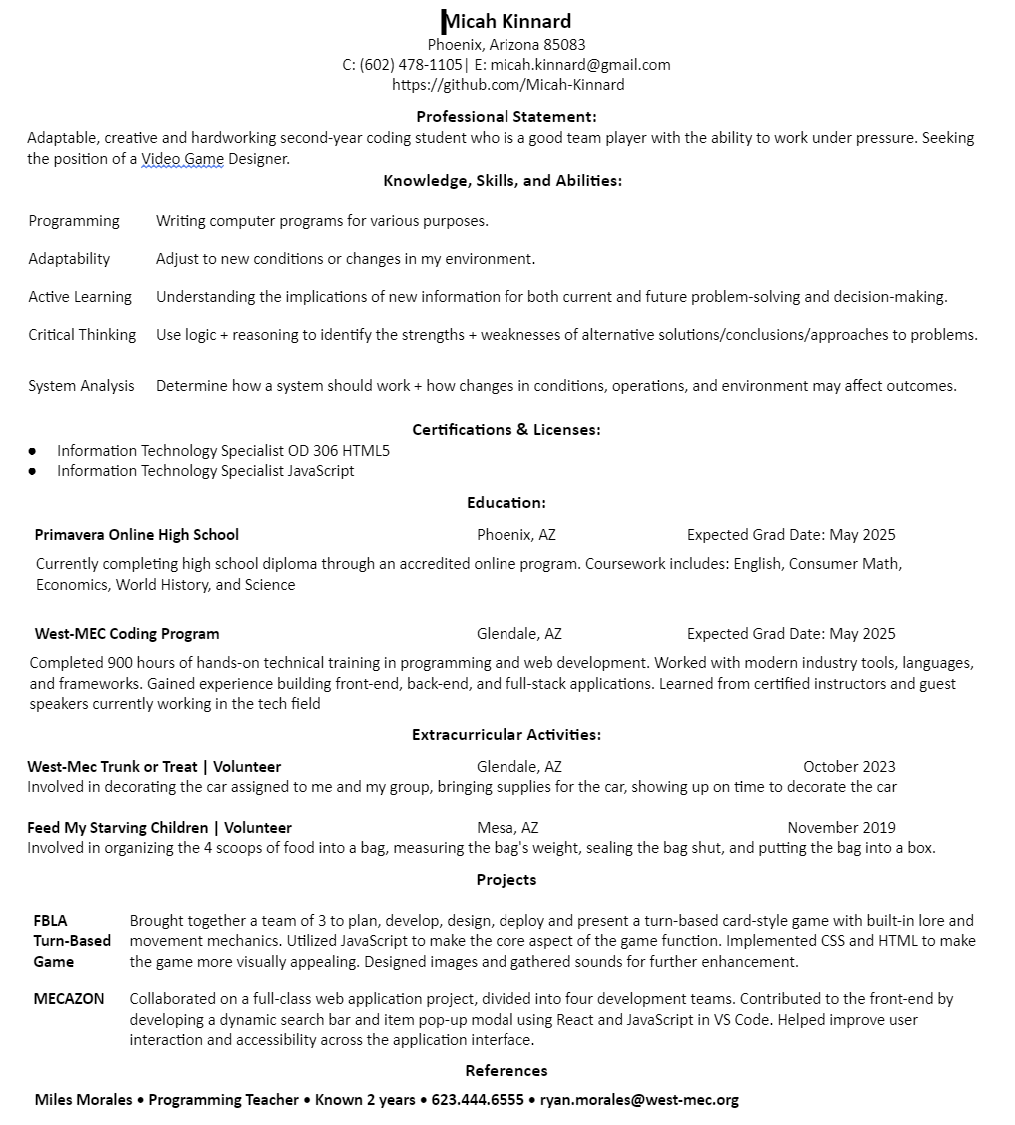 Micah Kinnard
Phoenix, Arizona 85083
C: (602) 478-1105| E: micah.kinnard@gmail.com
https://github.com/Micah-Kinnard
Professional Statement:
Adaptable, creative and hardworking second-year coding student who is a good team player with the ability to work under pressure. Seeking
the position of a Video Game Designer.
Knowledge, Skills, and Abilities:
Programming Writing computer programs for various purposes.
Adaptability Adjust to new conditions or changes in my environment.
Active Learning Understanding the implications of new information for both current and future problem-solving and decision-making.
Critical Thinking Use logic + reasoning to identify the strengths + weaknesses of alternative solutions/conclusions/approaches to problems.
System Analysis Determine how a system should work + how changes in conditions, operations, and environment may affect outcomes.
Certifications & Licenses:
● Information Technology Specialist OD 306 HTML5
● Information Technology Specialist JavaScript
Education:
Primavera Online High School Phoenix, AZ Expected Grad Date: May 2025
Currently completing high school diploma through an accredited online program. Coursework includes: English, Consumer Math,
Economics, World History, and Science
West-MEC Coding Program Glendale, AZ Expected Grad Date: May 2025
Completed 900 hours of hands-on technical training in programming and web development. Worked with modern industry tools, languages,
and frameworks. Gained experience building front-end, back-end, and full-stack applications. Learned from certified instructors and guest
speakers currently working in the tech field
Extracurricular Activities:
West-Mec Trunk or Treat | Volunteer Glendale, AZ October 2023
Involved in decorating the car assigned to me and my group, bringing supplies for the car, showing up on time to decorate the car
Feed My Starving Children | Volunteer Mesa, AZ November 2019
Involved in organizing the 4 scoops of food into a bag, measuring the bag's weight, sealing the bag shut, and putting the bag into a box.
Projects
FBLA Brought together a team of 3 to plan, develop, design, deploy and present a turn-based card-style game with built-in lore and
Turn-Based movement mechanics. Utilized JavaScript to make the core aspect of the game function. Implemented CSS and HTML to make
Game the game more visually appealing. Designed images and gathered sounds for further enhancement.
MECAZON Collaborated on a full-class web application project, divided into four development teams. Contributed to the front-end by
developing a dynamic search bar and item pop-up modal using React and JavaScript in VS Code. Helped improve user
interaction and accessibility across the application interface.
References
Miles Morales • Programming Teacher • Known 2 years • 623.444.6555 • ryan.morales@west-mec.org